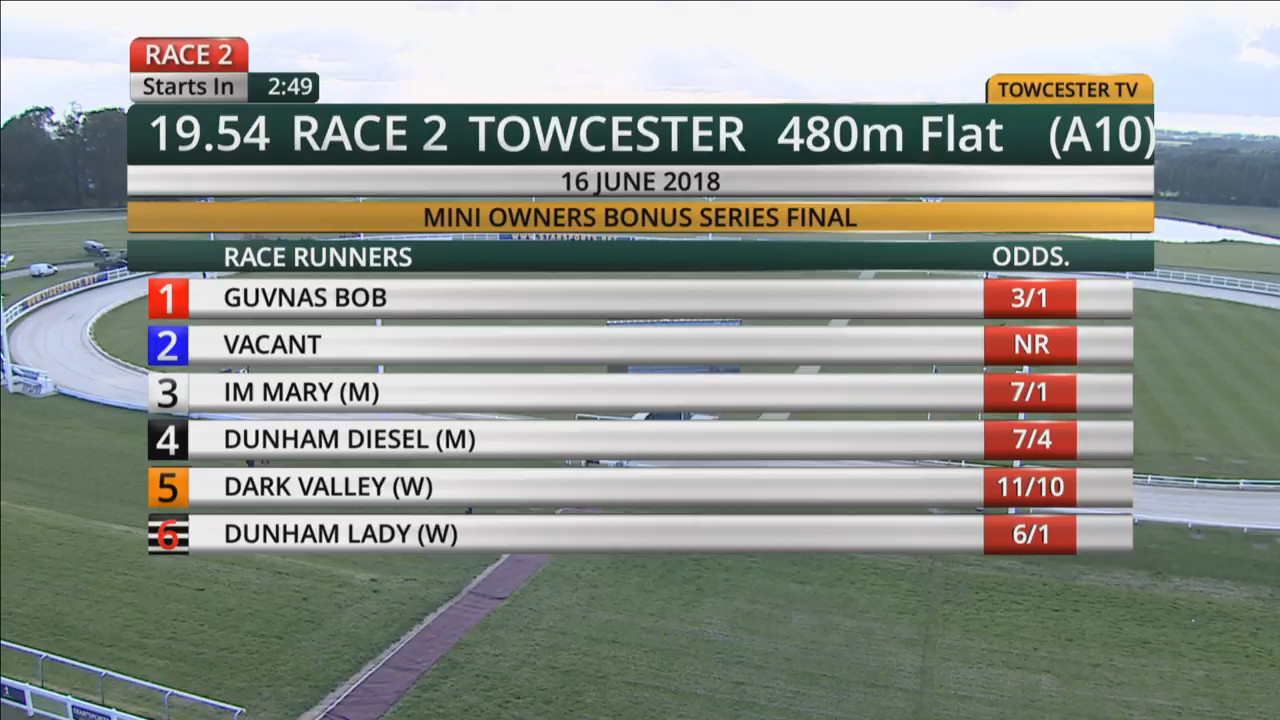 RACE 2
Starts In 2:49
TOWCESTER TV
19.54 RACE 2 TOWCESTER 480m Flat (A10)
16 JUNE 2018
MINI OWNERS BONUS SERIES FINAL
RACE RUNNERS ODDS.
1 GUVNAS BOB 3/1
2 VACANT NR
3 IM MARY (M) 7/1
4 DUNHAM DIESEL (M) 7/4
5 DARK VALLEY (W) 11/10
6 DUNHAM LADY (W) 6/1